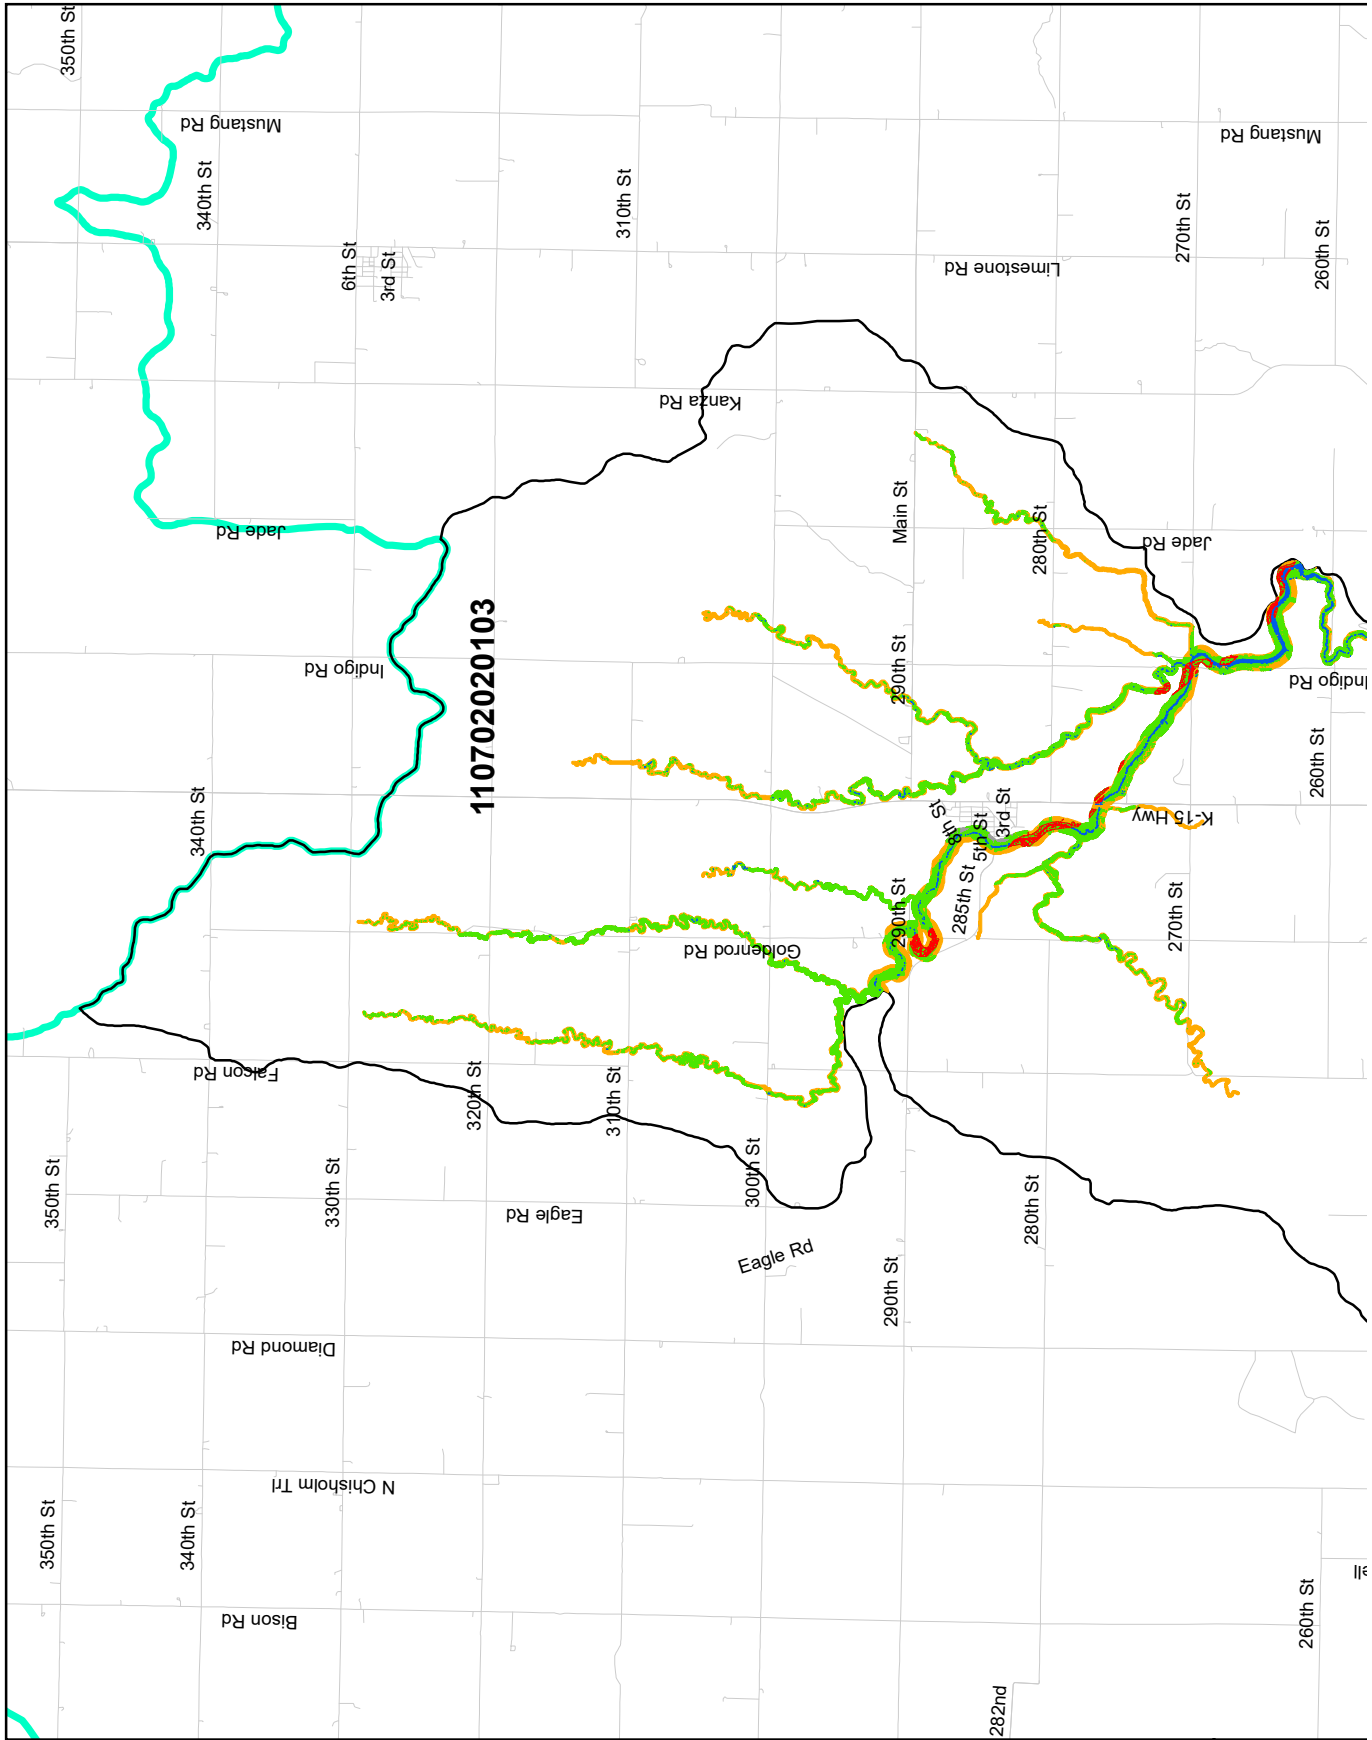 350th St
Mustang Rd
340th St
6th St
3rd St
310th St
Limestone Rd
Mustang Rd
270th St
260th St
Kanza Rd
Jade Rd
Main St
280th St
Jade Rd
Indigo Rd
110702020103
290th St
Indigo Rd
260th St
340th St
8th St
5th St
3rd St
K-15 Hwy
290th St
285th St
270th St
Goldenrod Rd
Falcon Rd
320th St
310th St
300th St
350th St
330th St
Eagle Rd
Eagle Rd
280th St
290th St
Diamond Rd
N Chisholm Trl
350th St
340th St
Bison Rd
260th St
282nd
ell